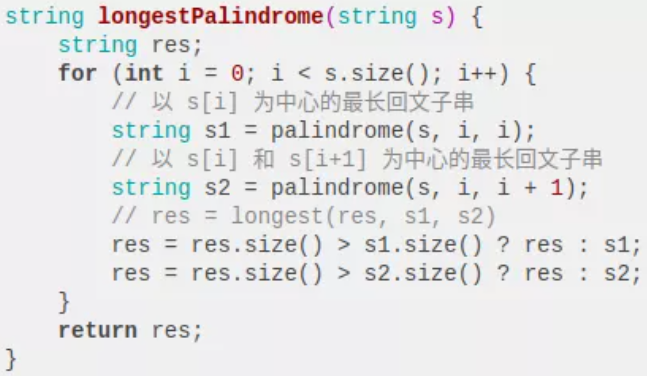 string longestPalindrome(string s) {
    string res;
    for (int i = 0; i < s.size(); i++) {
        // 以 s[i] 为中心的最长回文子串
        string s1 = palindrome(s, i, i);
        // 以 s[i] 和 s[i+1] 为中心的最长回文子串
        string s2 = palindrome(s, i, i + 1);
        // res = longest(res, s1, s2)
        res = res.size() > s1.size() ? res : s1;
        res = res.size() > s2.size() ? res : s2;
    }
    return res;
}